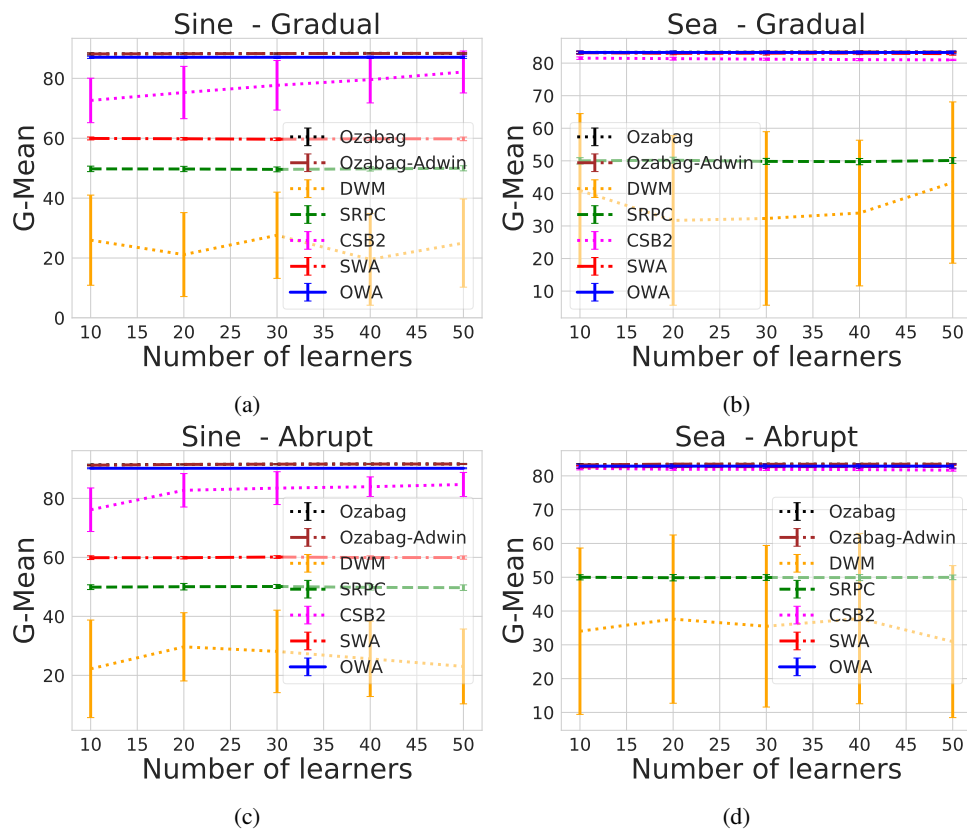 Sine - Gradual
G-Mean
80
60
40
20
0
Ozabag
Ozabag-Adwin
DWM
SRPC
CSB2
SWA
OWA
10 15 20 25 30 35 40 45 50
Number of learners
(a)
Sea - Gradual
G-Mean
80
70
60
50
40
30
20
10
Ozabag
Ozabag-Adwin
DWM
SRPC
CSB2
SWA
OWA
10 15 20 25 30 35 40 45 50
Number of learners
(b)
Sine - Abrupt
G-Mean
80
60
40
20
Ozabag
Ozabag-Adwin
DWM
SRPC
CSB2
SWA
OWA
10 15 20 25 30 35 40 45 50
Number of learners
(c)
Sea - Abrupt
G-Mean
80
70
60
50
40
30
20
10
Ozabag
Ozabag-Adwin
DWM
SRPC
CSB2
SWA
OWA
10 15 20 25 30 35 40 45 50
Number of learners
(d)